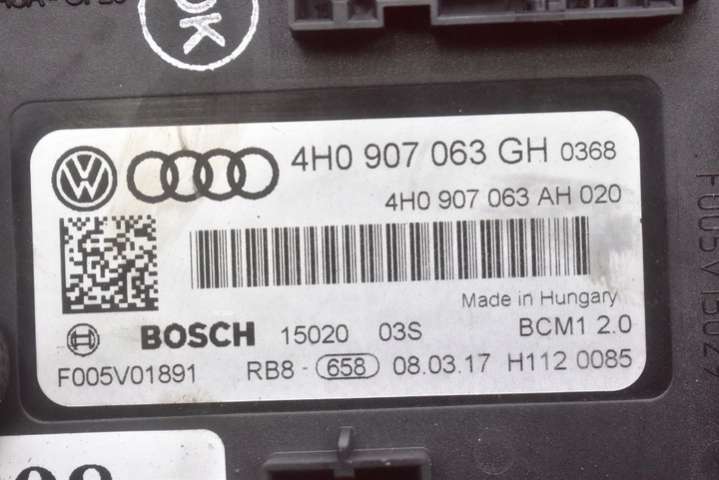 OK
4H0 907 063 GH 0368
4H0 907 063 AH 020
Made in Hungary
BOSCH 15020 03S BCM1 2.0
F005V01891 RB8 - 658 08.03.17 H112 0085